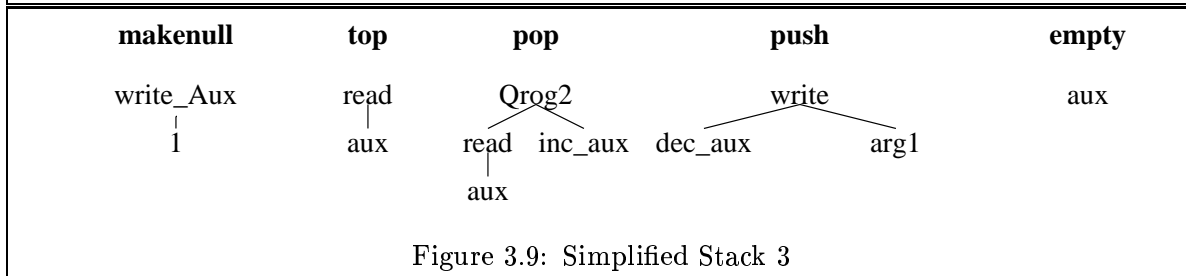 makenull top pop push empty
write_Aux read Qrog2 write aux
1 aux read inc_aux dec_aux arg1
aux
Figure 3.9: Simplified Stack 3